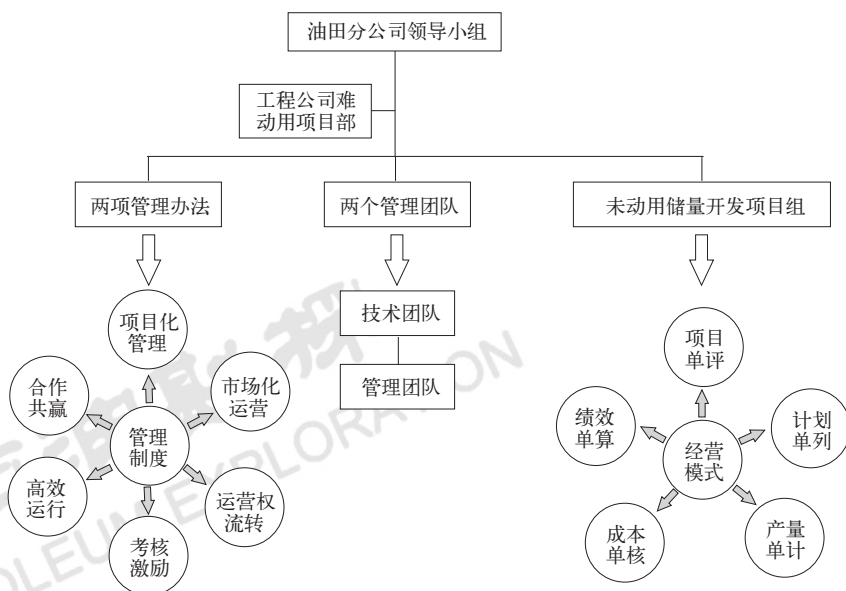 油田分公司领导小组
工程公司难
动用项目部
两项管理办法
两个管理团队
未动用储量开发项目组
项目化
管理
合作
共赢
市场化
运营
管理
制度
高效
运行
运营权
流转
考核
激励
技术团队
管理团队
项目
单评
绩效
单算
计划
单列
经营
模式
成本
单核
产量
单计
OLEUM EXPLORATION